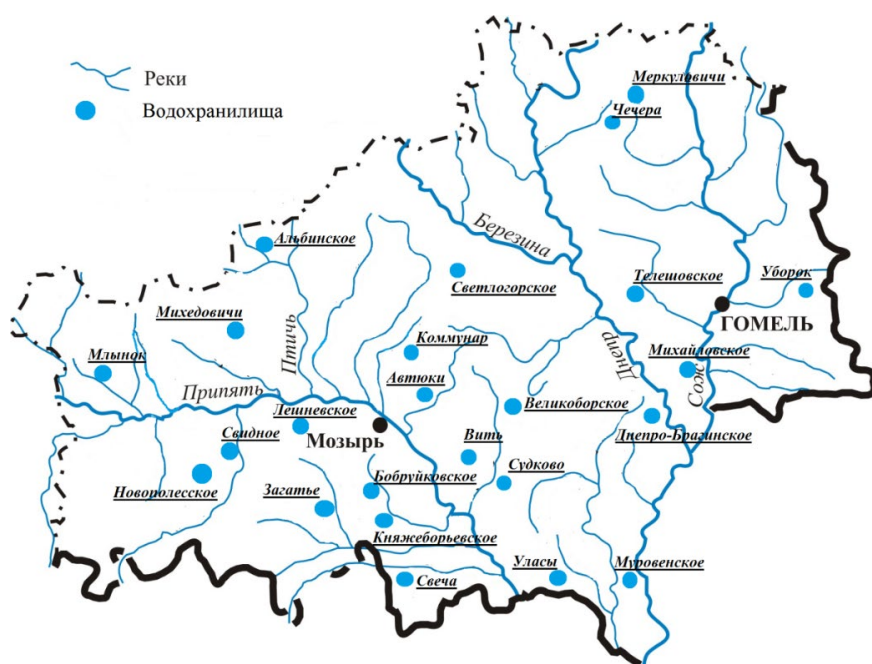 Реки
Водохранилища
Меркуловичи
Чечера
Березина
Альбинское
Светлогорское
Телешовское
Уборок
ГОМЕЛЬ
Михедовичи
Птичь
Коммунар
Днепр
Михайловское
Млынок
Сож
Припять
Автюки
Лешневское
Великоборское
Мозырь
Днепро-Брагинское
Свидное
Вить
Судково
Новополесское
Загатье
Бобруйковское
Княжеборьевское
Свеча
Уласы
Муровенское